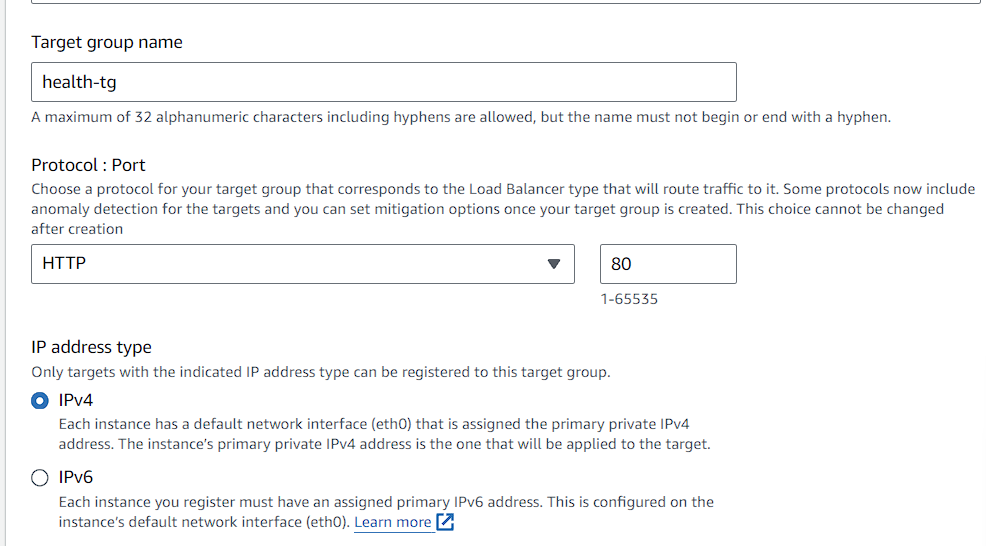 Target group name
health-tg
A maximum of 32 alphanumeric characters including hyphens are allowed, but the name must not begin or end with a hyphen.
Protocol : Port
Choose a protocol for your target group that corresponds to the Load Balancer type that will route traffic to it. Some protocols now include
anomaly detection for the targets and you can set mitigation options once your target group is created. This choice cannot be changed
after creation
HTTP
80
1-65535
IP address type
Only targets with the indicated IP address type can be registered to this target group.
IPv4
Each instance has a default network interface (eth0) that is assigned the primary private IPv4
address. The instance's primary private IPv4 address is the one that will be applied to the target.
IPv6
Each instance you register must have an assigned primary IPv6 address. This is configured on the
instance's default network interface (eth0). Learn more